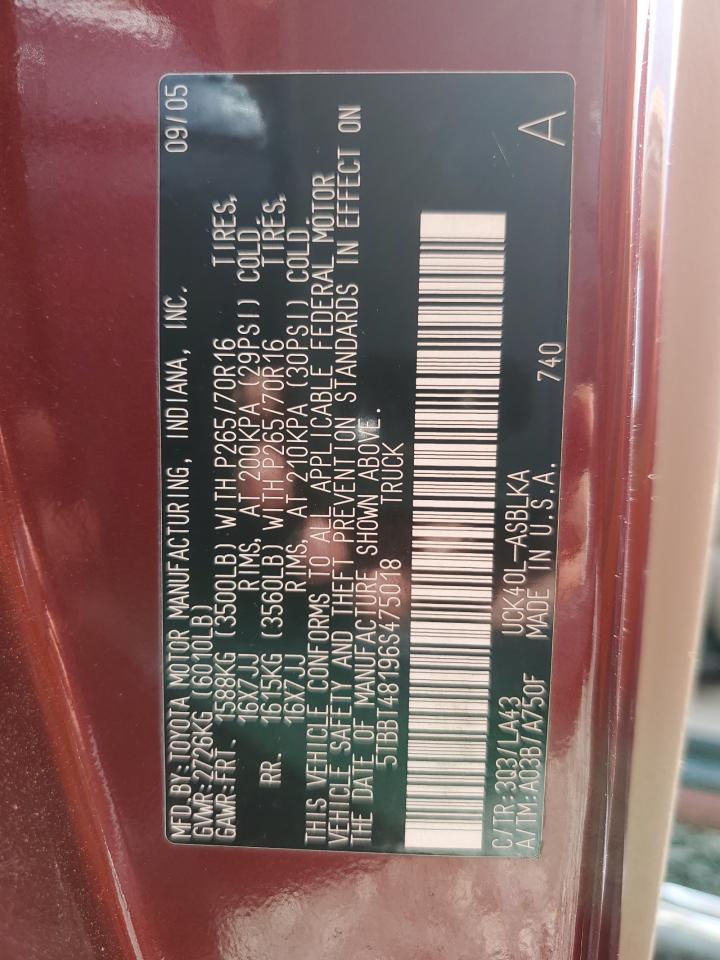 MFD.BY:TOYOTA MOTOR MANUFACTURING, INDIANA, INC. 09/05
GVWR:2726KG (6010LB)
GAWR:FRT. 1588KG (3500LB) WITH P265/70R16 TIRES,
16X7JJ RIMS, AT 200KPA (29PSI) COLD.
RR. 1615KG (3560LB) WITH P265/70R16 TIRES,
16X7JJ RIMS, AT 210KPA (30PSI) COLD.
THIS VEHICLE CONFORMS TO ALL APPLICABLE FEDERAL MOTOR
VEHICLE SAFETY AND THEFT PREVENTION STANDARDS IN EFFECT ON
THE DATE OF MANUFACTURE SHOWN ABOVE.
5TBBT48196S475018 TRUCK
C/TR:3Q3/LA43 UCK40L-ASBLKA 740 A
A/TM:A03B/A750F MADE IN U.S.A.